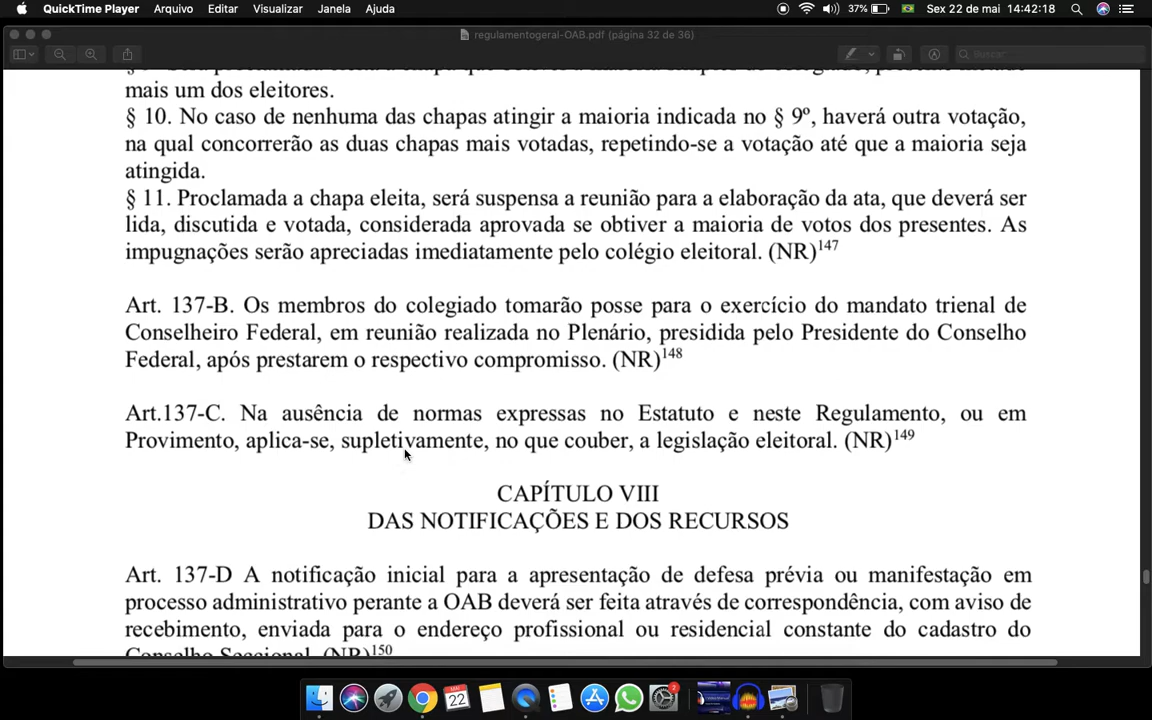 QuickTime Player Arquivo Editar Visualizar Janela Ajuda 37% Sex 22 de mai 14:42:18
regulamentogeral-OAB.pdf (página 32 de 36)
Buscar
mais um dos eleitores.
§ 10. No caso de nenhuma das chapas atingir a maioria indicada no § 9º, haverá outra votação,
na qual concorrerão as duas chapas mais votadas, repetindo-se a votação até que a maioria seja
atingida.
§ 11. Proclamada a chapa eleita, será suspensa a reunião para a elaboração da ata, que deverá ser
lida, discutida e votada, considerada aprovada se obtiver a maioria de votos dos presentes. As
impugnações serão apreciadas imediatamente pelo colégio eleitoral. (NR)147
Art. 137-B. Os membros do colegiado tomarão posse para o exercício do mandato trienal de
Conselheiro Federal, em reunião realizada no Plenário, presidida pelo Presidente do Conselho
Federal, após prestarem o respectivo compromisso. (NR)148
Art.137-C. Na ausência de normas expressas no Estatuto e neste Regulamento, ou em
Provimento, aplica-se, supletivamente, no que couber, a legislação eleitoral. (NR)149
CAPÍTULO VIII
DAS NOTIFICAÇÕES E DOS RECURSOS
Art. 137-D A notificação inicial para a apresentação de defesa prévia ou manifestação em
processo administrativo perante a OAB deverá ser feita através de correspondência, com aviso de
recebimento, enviada para o endereço profissional ou residencial constante do cadastro do
Conselho Seccional. (NR)150
22
2